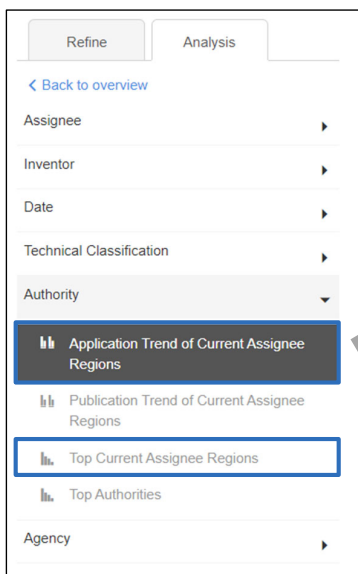 Refine
Analysis
Back to overview
Assignee
Inventor
Date
Technical Classification
Authority
Application Trend of Current Assignee
Regions
Publication Trend of Current Assignee
Regions
Top Current Assignee Regions
Top Authorities
Agency